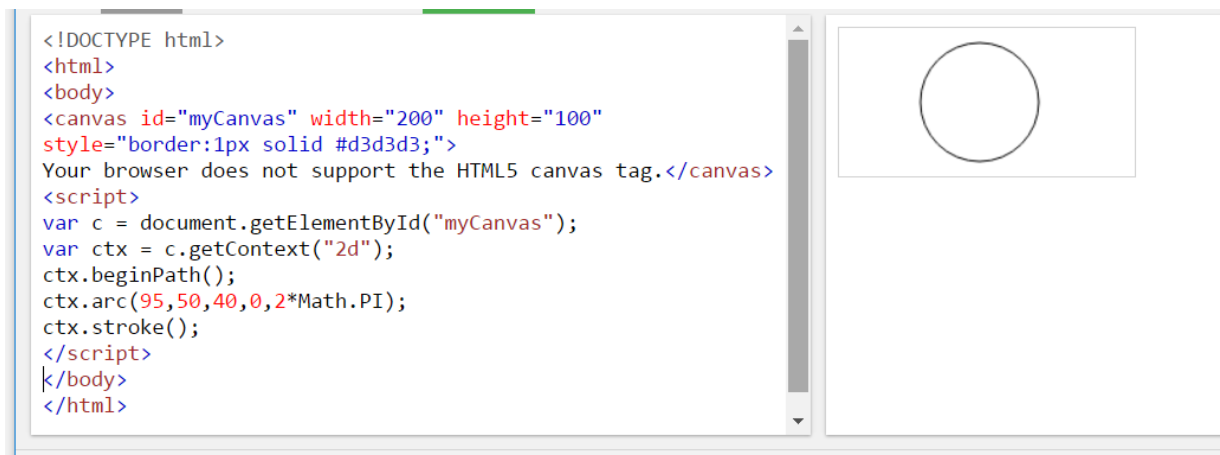 <!DOCTYPE html>
<html>
<body>
<canvas id="myCanvas" width="200" height="100"
style="border:1px solid #d3d3d3;">
Your browser does not support the HTML5 canvas tag.</canvas>
<script>
var c = document.getElementById("myCanvas");
var ctx = c.getContext("2d");
ctx.beginPath();
ctx.arc(95,50,40,0,2*Math.PI);
ctx.stroke();
</script>
</body>
</html>